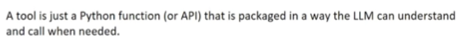 A tool is just a Python function (or API) that is packaged in a way the LLM can understand
and call when needed.